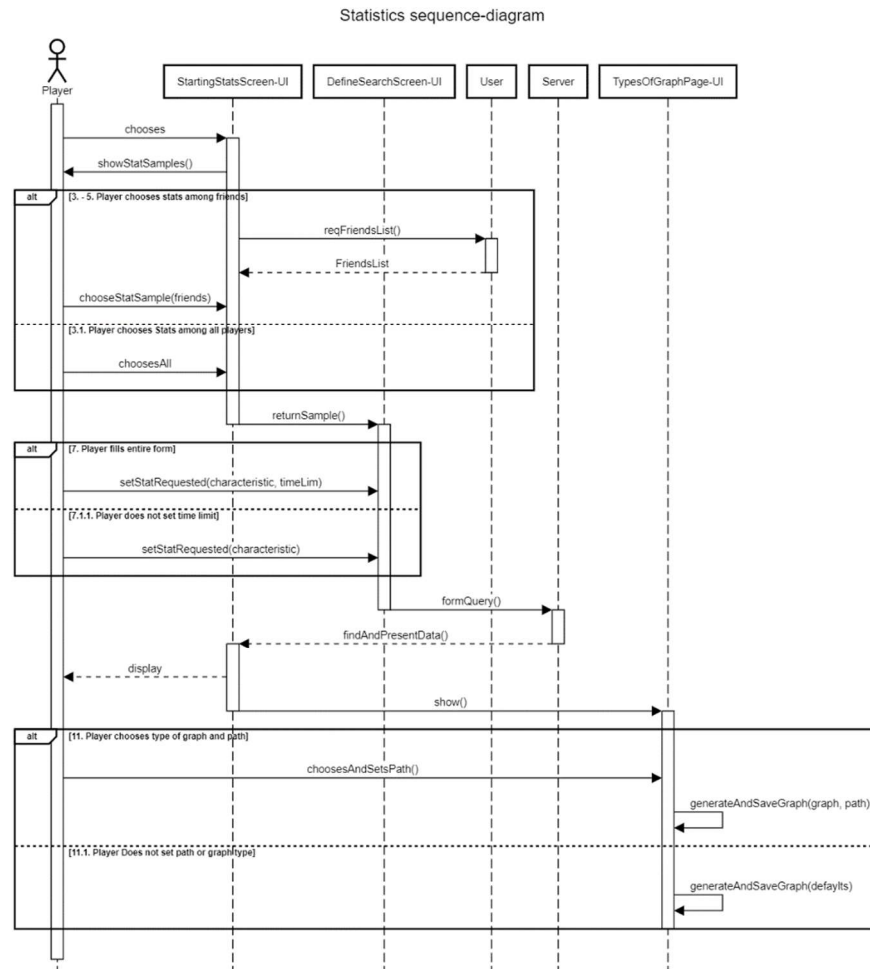 Statistics sequence-diagram
Player
StartingStatsScreen-UI
DefineSearchScreen-UI
User
Server
TypesOfGraphPage-UI
chooses
showStatSamples()
alt
[3. - 5. Player chooses stats among friends]
reqFriendsList()
FriendsList
chooseStatSample(friends)
[3.1. Player chooses Stats among all players]
choosesAll
returnSample()
alt
[7. Player fills entire form]
setStatRequested(characteristic, timeLim)
[7.1.1. Player does not set time limit]
setStatRequested(characteristic)
formQuery()
findAndPresentData()
display
show()
alt
[11. Player chooses type of graph and path]
choosesAndSetsPath()
generateAndSaveGraph(graph, path)
[11.1. Player Does not set path or graph type]
generateAndSaveGraph(defaylts)